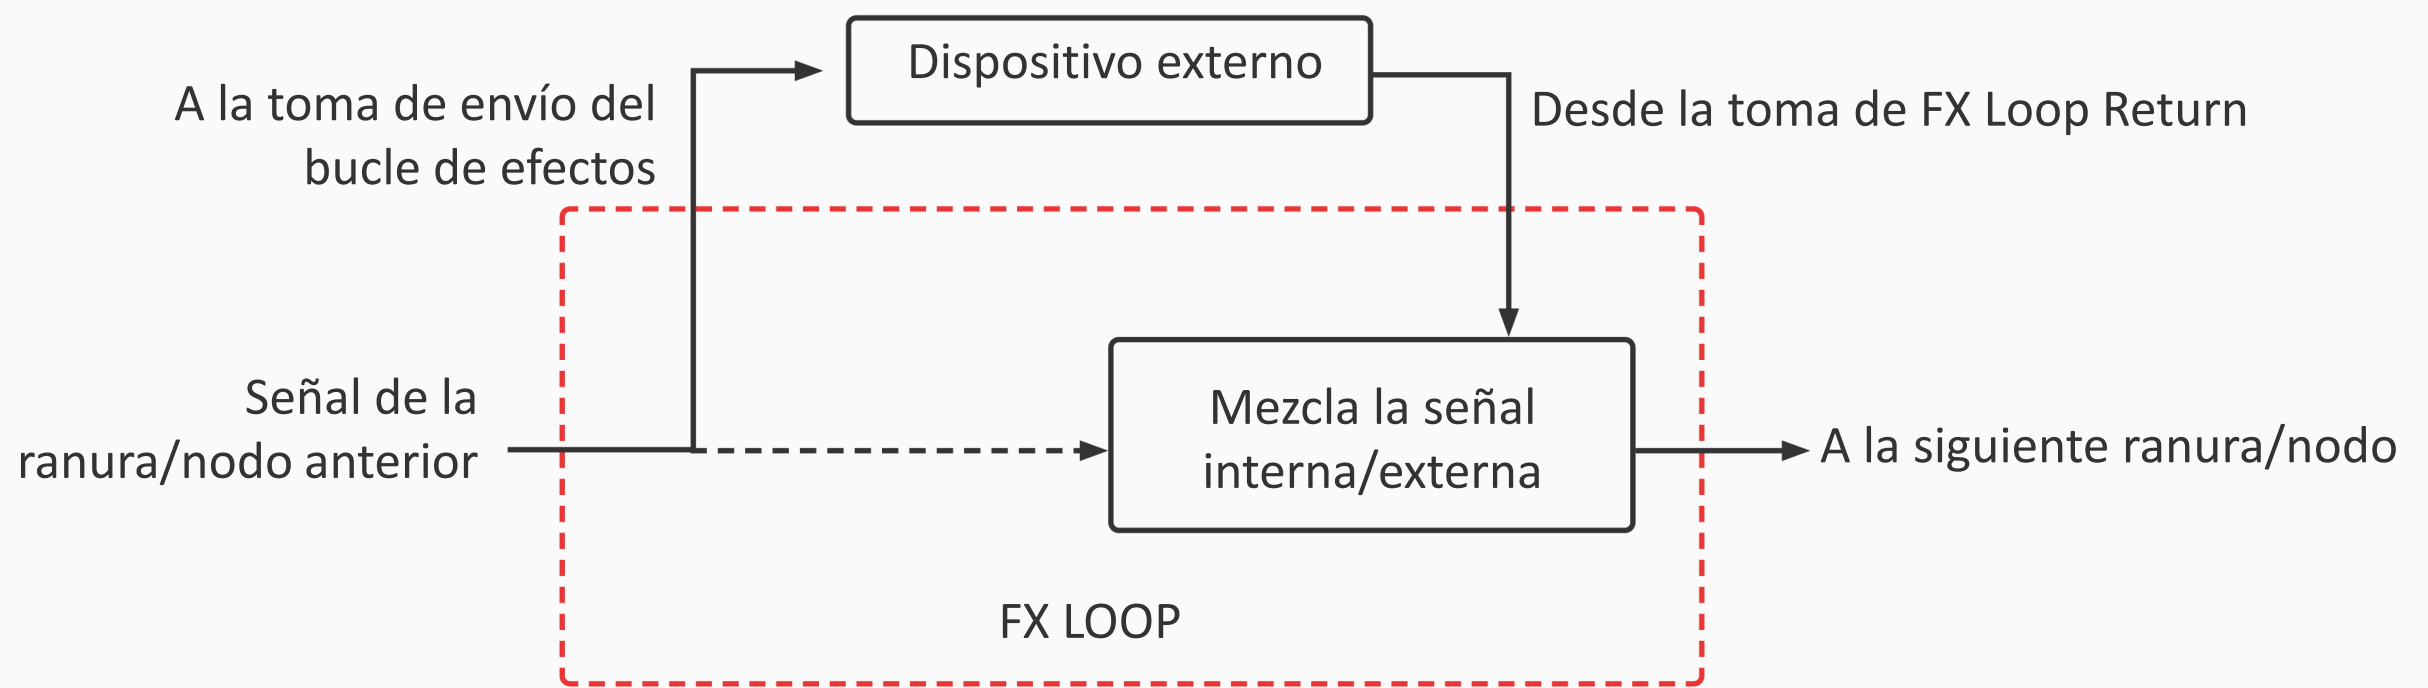 Dispositivo externo
A la toma de envío del
bucle de efectos
Desde la toma de FX Loop Return
Señal de la
ranura/nodo anterior
Mezcla la señal
interna/externa
A la siguiente ranura/nodo
FX LOOP